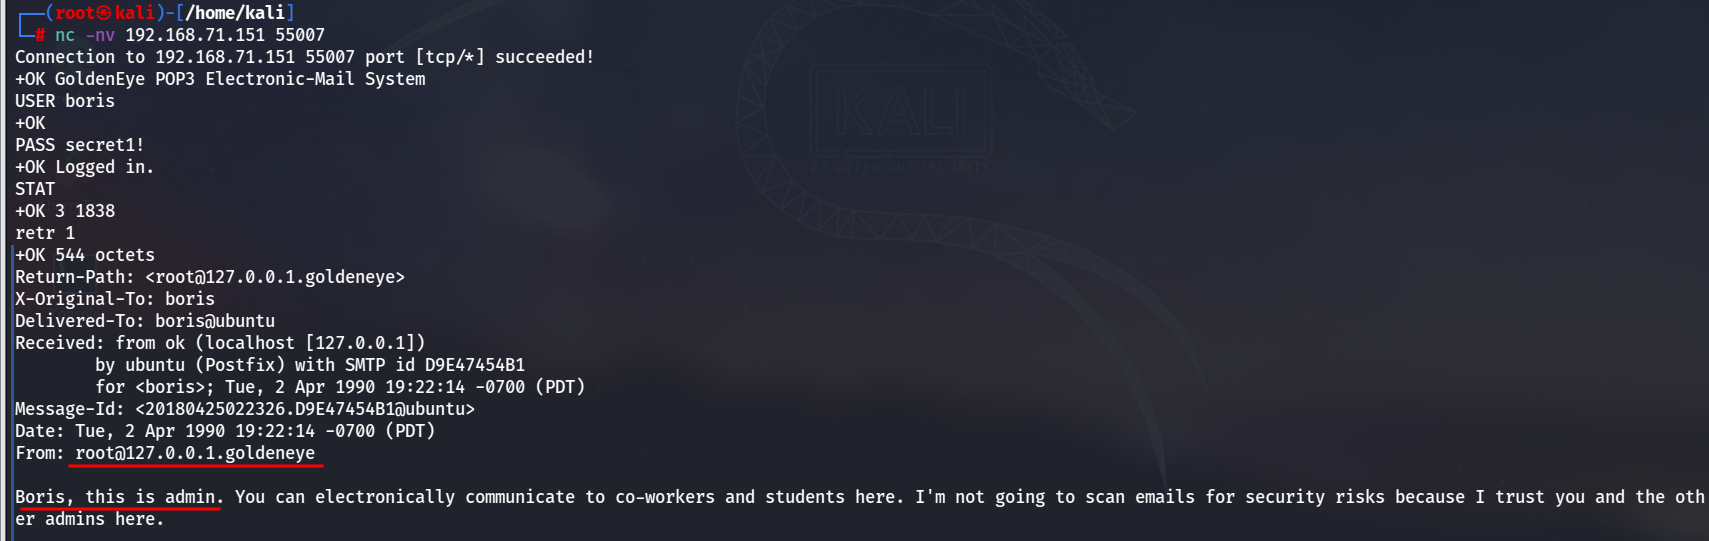 ┌──(root㉿kali)-[/home/kali]
└─# nc -nv 192.168.71.151 55007
Connection to 192.168.71.151 55007 port [tcp/*] succeeded!
+OK GoldenEye POP3 Electronic-Mail System
USER boris
+OK
PASS secret1!
+OK Logged in.
STAT
+OK 3 1838
retr 1
+OK 544 octets
Return-Path: <root@127.0.0.1.goldeneye>
X-Original-To: boris
Delivered-To: boris@ubuntu
Received: from ok (localhost [127.0.0.1])
        by ubuntu (Postfix) with SMTP id D9E47454B1
        for <boris>; Tue, 2 Apr 1990 19:22:14 -0700 (PDT)
Message-Id: <20180425022326.D9E47454B1@ubuntu>
Date: Tue, 2 Apr 1990 19:22:14 -0700 (PDT)
From: root@127.0.0.1.goldeneye
Boris, this is admin. You can electronically communicate to co-workers and students here. I'm not going to scan emails for security risks because I trust you and the oth
er admins here.
KALI
BY OFFENSIVE SECURITY